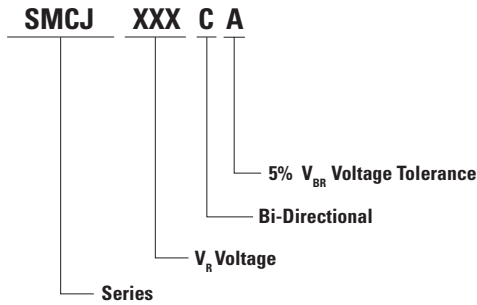 SMCJ XXX C A
5% VBR Voltage Tolerance
Bi-Directional
VR Voltage
Series